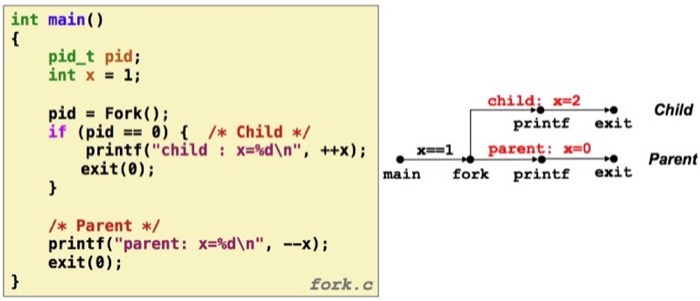 int main()
{
    pid_t pid;
    int x = 1;

    pid = Fork();
    if (pid == 0) {  /* Child */
        printf("child : x=%d\n", ++x);
        exit(0);
    }

    /* Parent */
    printf("parent: x=%d\n", --x);
    exit(0);
}
fork.c
child: x=2
Child
printf exit
x==1 parent: x=0
Parent
main fork printf exit